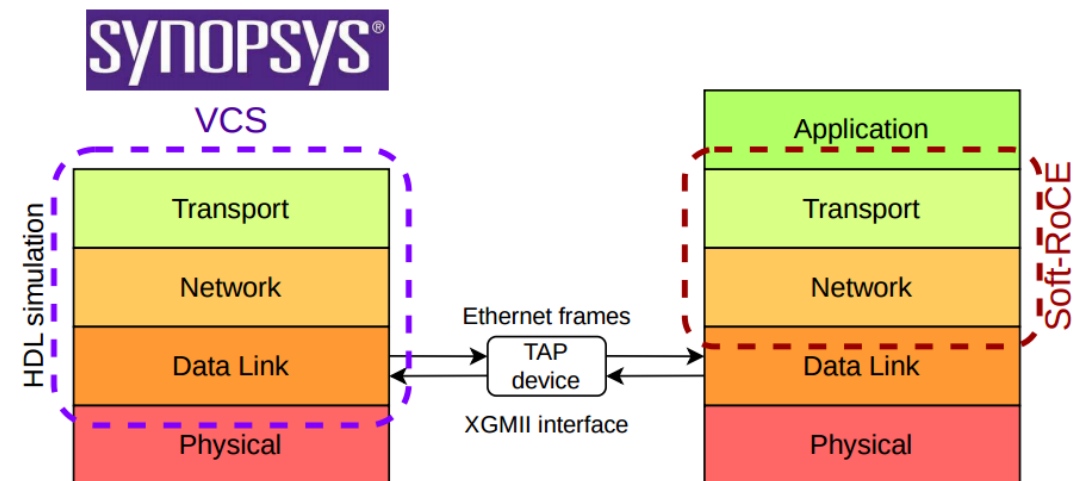 SYNOPSYS®
VCS
HDL simulation
Transport
Network
Data Link
Physical
Ethernet frames
TAP
device
XGMII interface
Application
Transport
Network
Data Link
Physical
Soft-RoCE